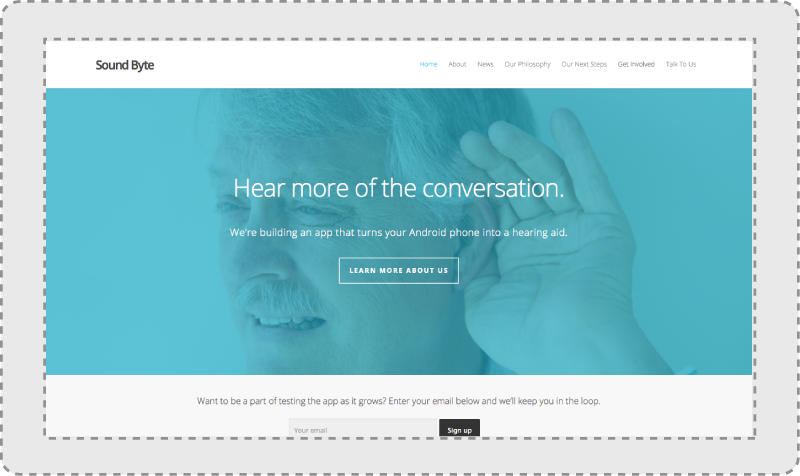 Sound Byte
Home About News Our Philosophy Our Next Steps Get Involved Talk To Us
Hear more of the conversation.
We're building an app that turns your Android phone into a hearing aid.
LEARN MORE ABOUT US
Want to be a part of testing the app as it grows? Enter your email below and we'll keep you in the loop.
Your email Sign up